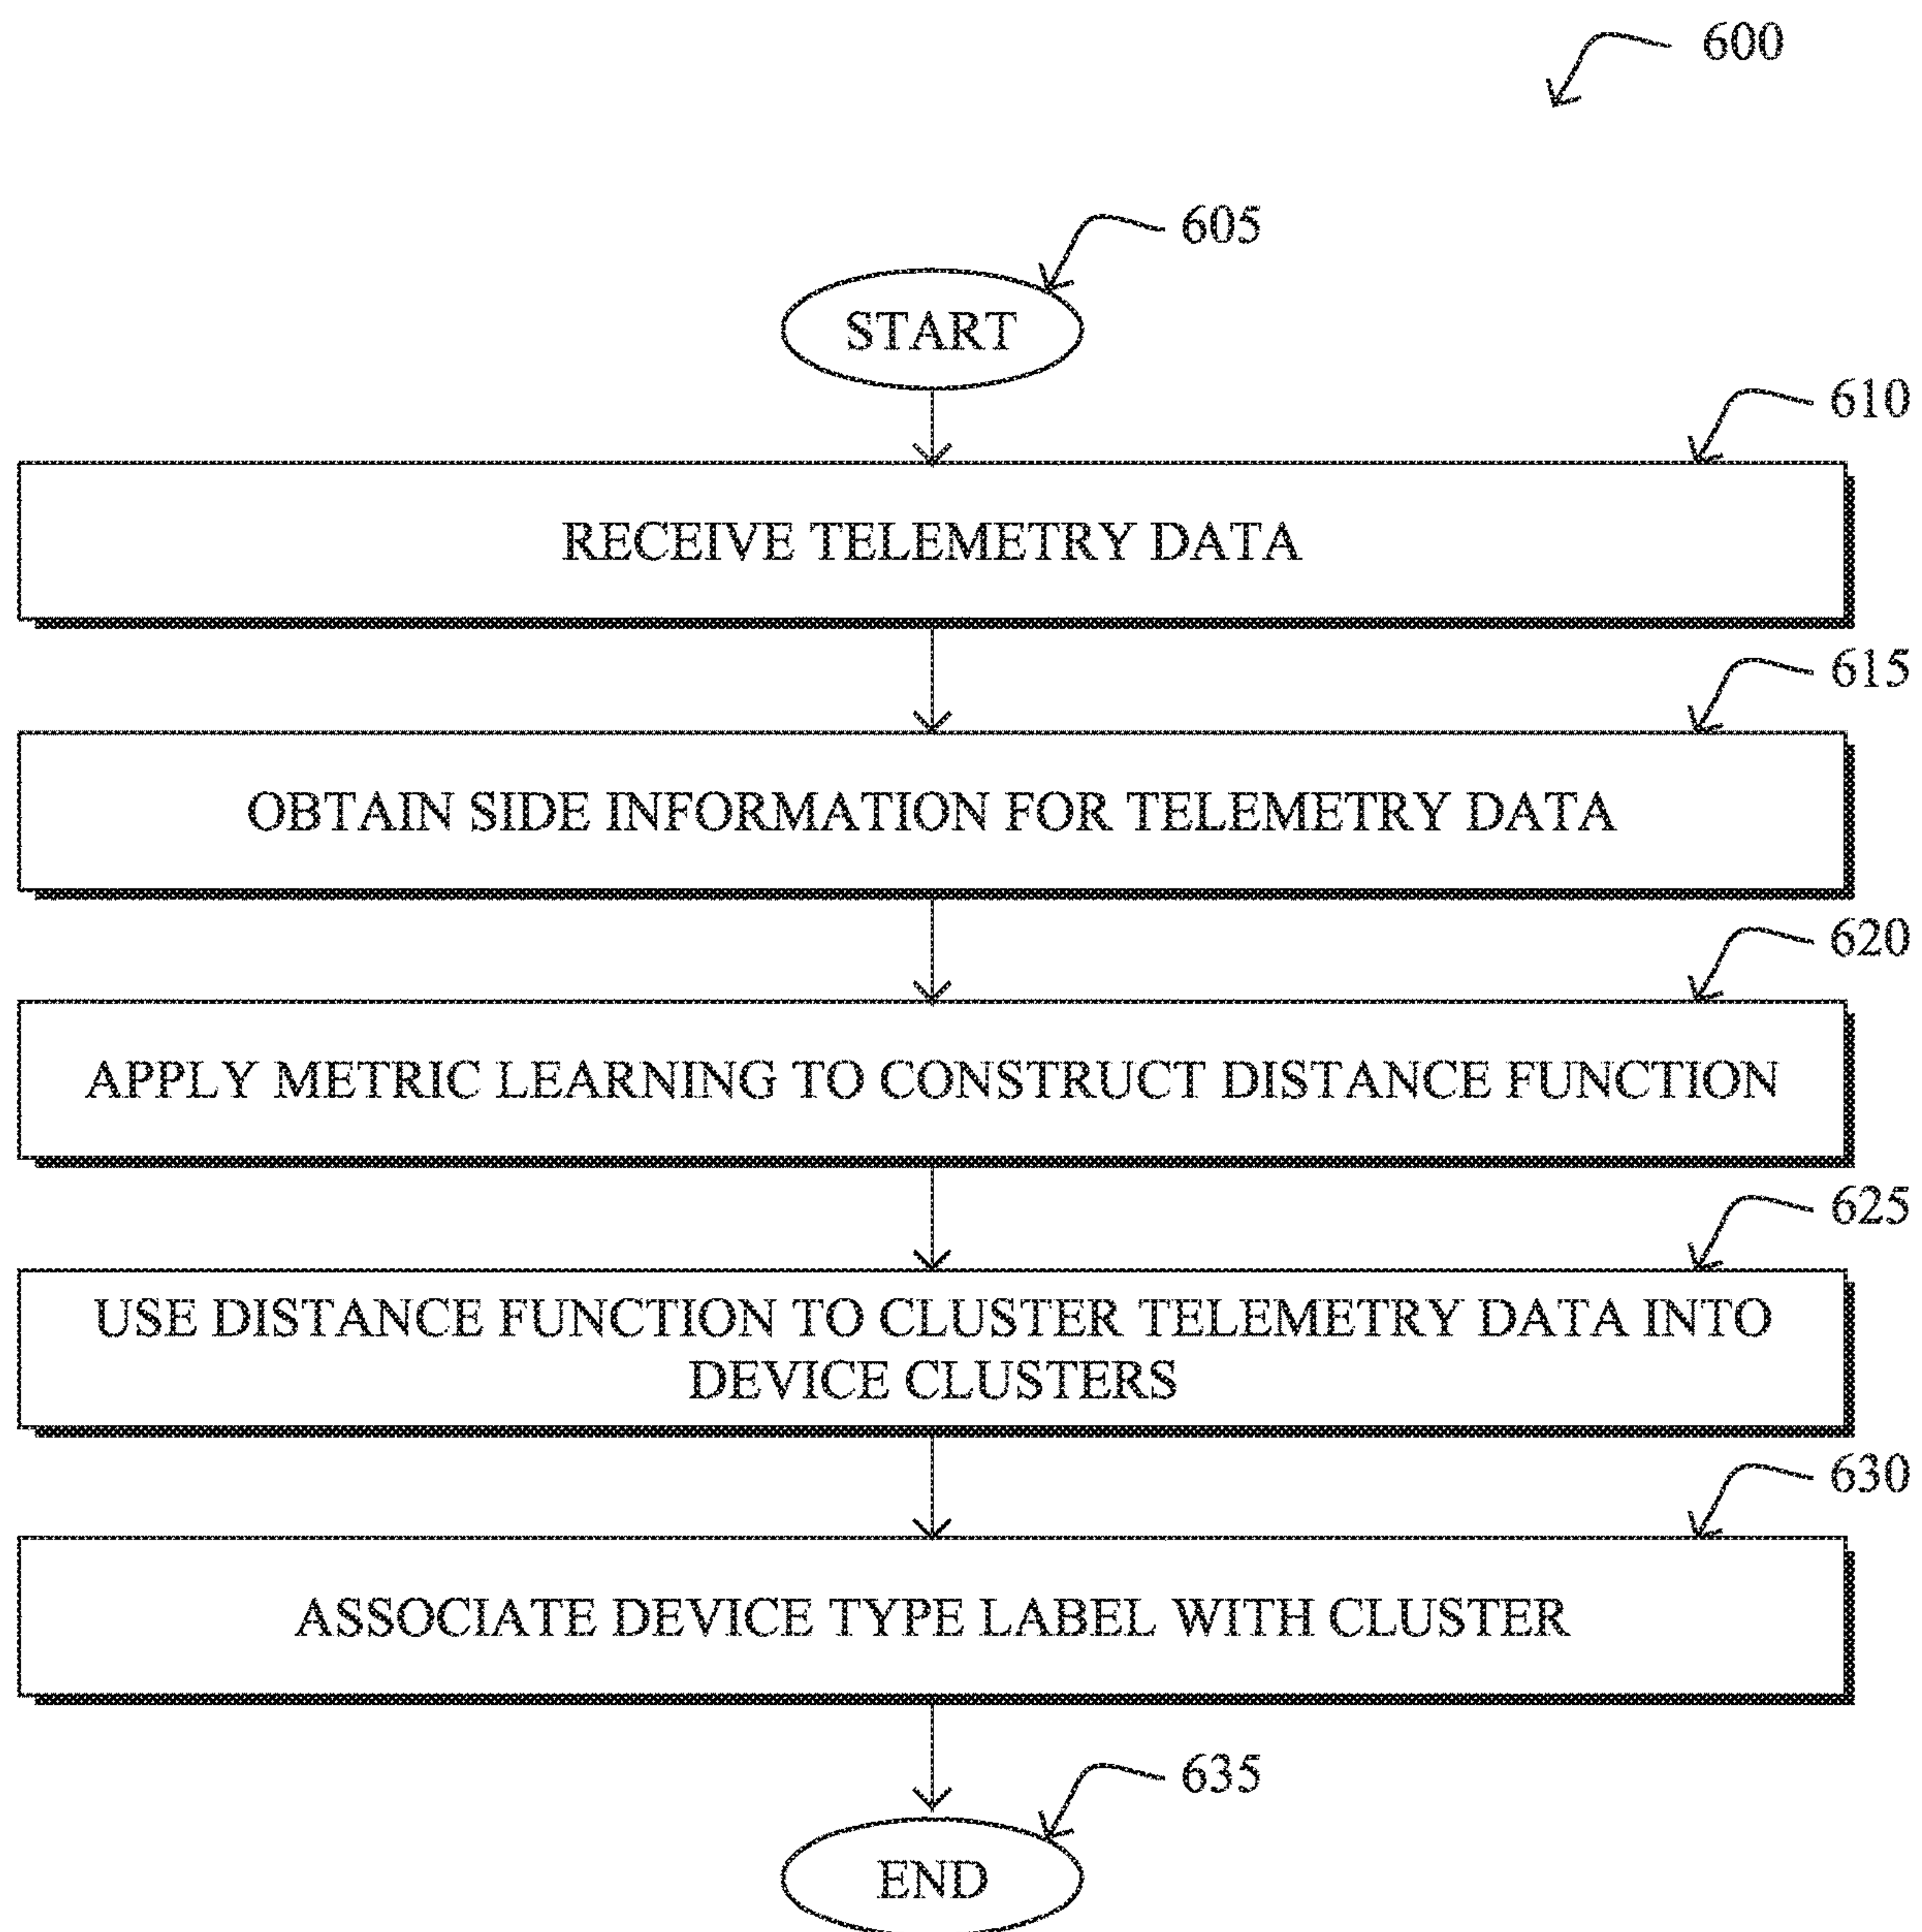 600
605
START
610
RECEIVE TELEMETRY DATA
615
OBTAIN SIDE INFORMATION FOR TELEMETRY DATA
620
APPLY METRIC LEARNING TO CONSTRUCT DISTANCE FUNCTION
625
USE DISTANCE FUNCTION TO CLUSTER TELEMETRY DATA INTO
DEVICE CLUSTERS
630
ASSOCIATE DEVICE TYPE LABEL WITH CLUSTER
635
END